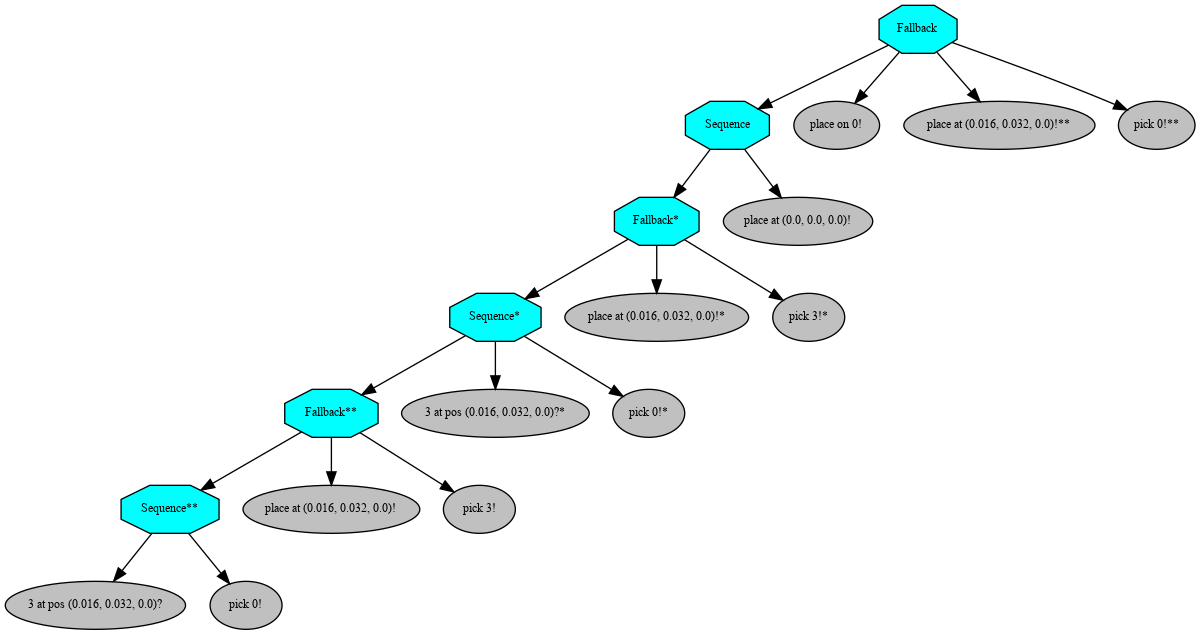 Fallback
Sequence
place on 0!
place at (0.016, 0.032, 0.0)!**
pick 0!**
Fallback*
place at (0.0, 0.0, 0.0)!
Sequence*
place at (0.016, 0.032, 0.0)!*
pick 3!*
Fallback**
3 at pos (0.016, 0.032, 0.0)?*
pick 0!*
Sequence**
place at (0.016, 0.032, 0.0)!
pick 3!
3 at pos (0.016, 0.032, 0.0)?
pick 0!